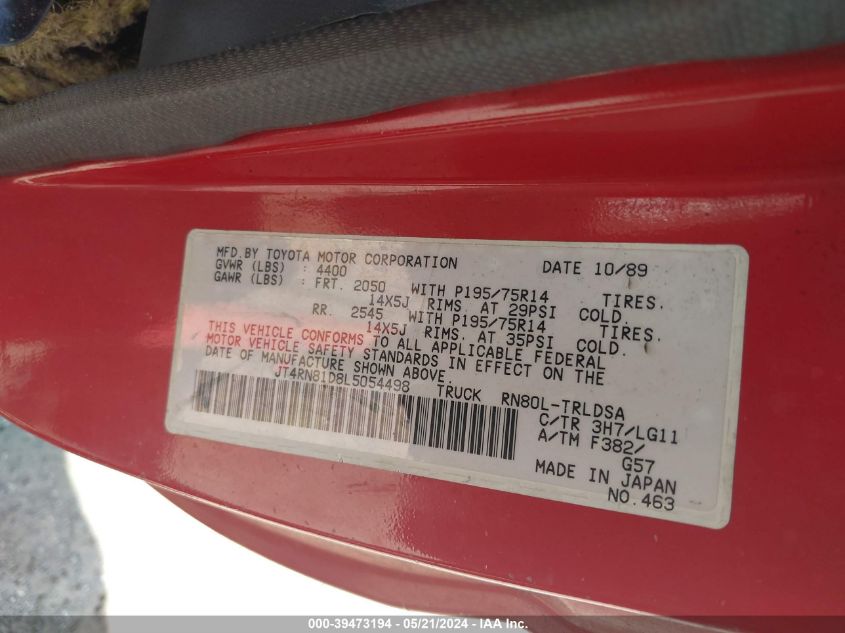 MFD.BY TOYOTA MOTOR CORPORATION DATE 10/89
GVWR (LBS) : 4400
GAWR (LBS) : FRT. 2050 WITH P195/75R14 TIRES.
14X5J RIMS. AT 29PSI COLD.
RR. 2545 WITH P195/75R14 TIRES.
14X5J RIMS. AT 35PSI COLD.
THIS VEHICLE CONFORMS TO ALL APPLICABLE FEDERAL
MOTOR VEHICLE SAFETY STANDARDS IN EFFECT ON THE
DATE OF MANUFACTURE SHOWN ABOVE.
JT4RN81D8L5054498 TRUCK RN80L-TRLDSA
C/TR 3H7/LG11
A/TM F382/
G57
MADE IN JAPAN
NO.463
000-39473194 - 05/21/2024 - IAA Inc.